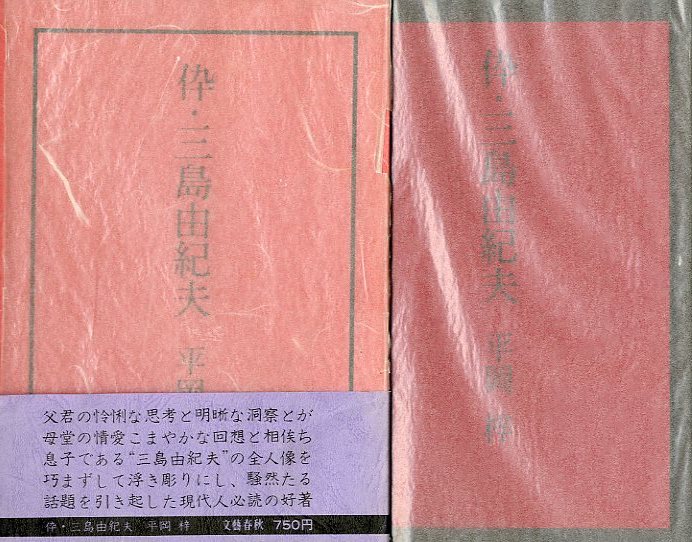 伜・三島由紀夫 平岡
父君の怜悧な思考と明晰な洞察とが
母堂の情愛こまやかな回想と相俟ち
息子である“三島由紀夫”の全人像を
巧まずして浮き彫りにし、騒然たる
話題を引き起した現代人必読の好著
伜・三島由紀夫 平岡 梓 文藝春秋 750円
伜・三島由紀夫 平岡 梓